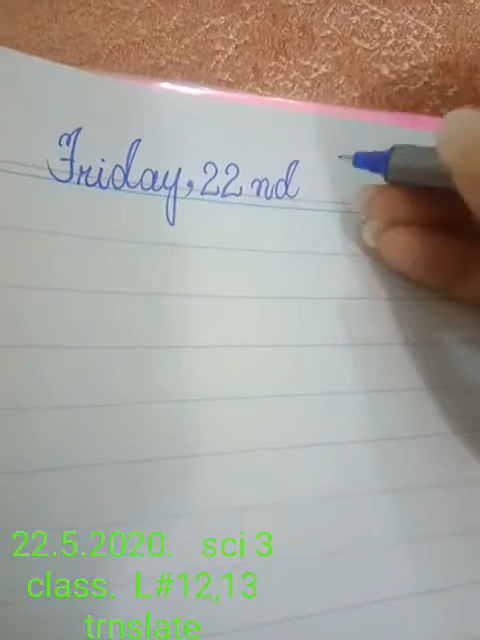 Friday, 22 nd
22.5.2020. sci 3
class. L#12,13
trnslate